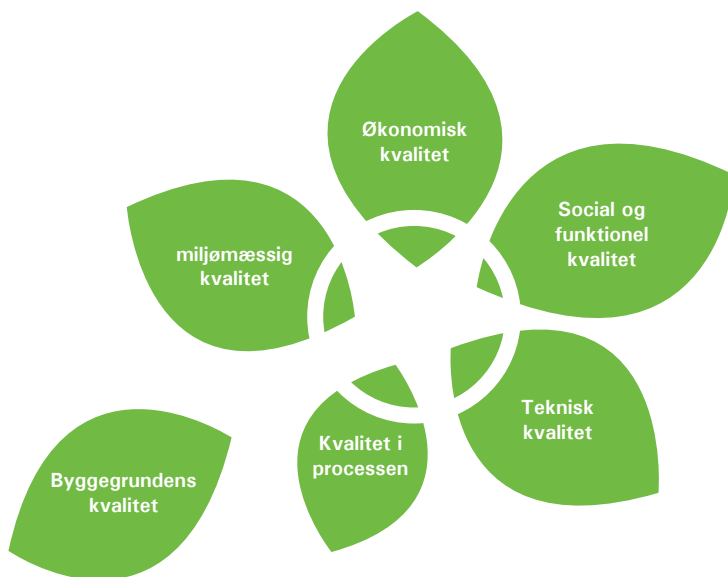 Økonomisk
kvalitet
Social og
funktionel
kvalitet
miljømæssig
kvalitet
Teknisk
kvalitet
Kvalitet i
processen
Byggegrundens
kvalitet